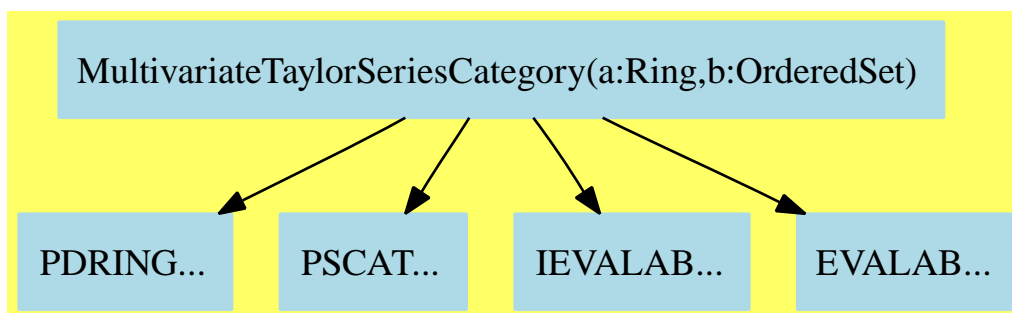 MultivariateTaylorSeriesCategory(a:Ring,b:OrderedSet)
PDRING... PSCAT... IEVALAB... EVALAB...